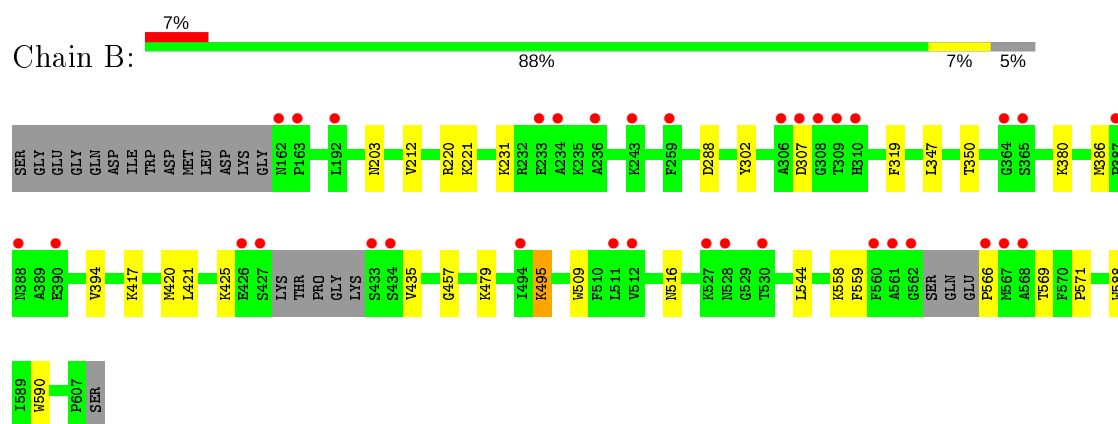 7%
Chain B:
88% 7% 5%
SER GLY GLU GLY GLN ASP ILE TRP ASP MET LEU ASP LYS GLY N162 P163 L192 N203 V212 R220 K221 K231 R232 E233 A234 K235 A236 K243 F259 D288 Y302 A306 D307 G308 T309 H310 F319 L347 T350 G364 S365 K380 M386 P387
N388 A389 E390 V394 K417 M420 L421 K425 E426 S427 LYS THR PRO GLY LYS S433 S434 V435 G457 K479 I494 K495 W509 F510 L511 V512 N516 K527 N528 G529 T530 L544 K558 F559 F560 A561 G562 SER GLN GLU P566 M567 A568 T569 F570 P571 W588
I589 W590 P607 SER